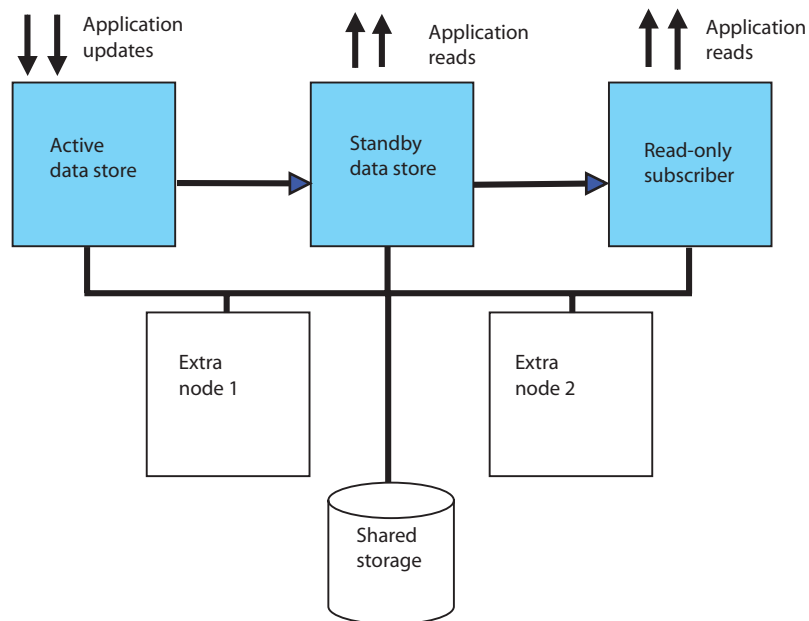 Application
updates
Application
reads
Application
reads
Active
data store
Standby
data store
Read-only
subscriber
Extra
node 1
Extra
node 2
Shared
storage